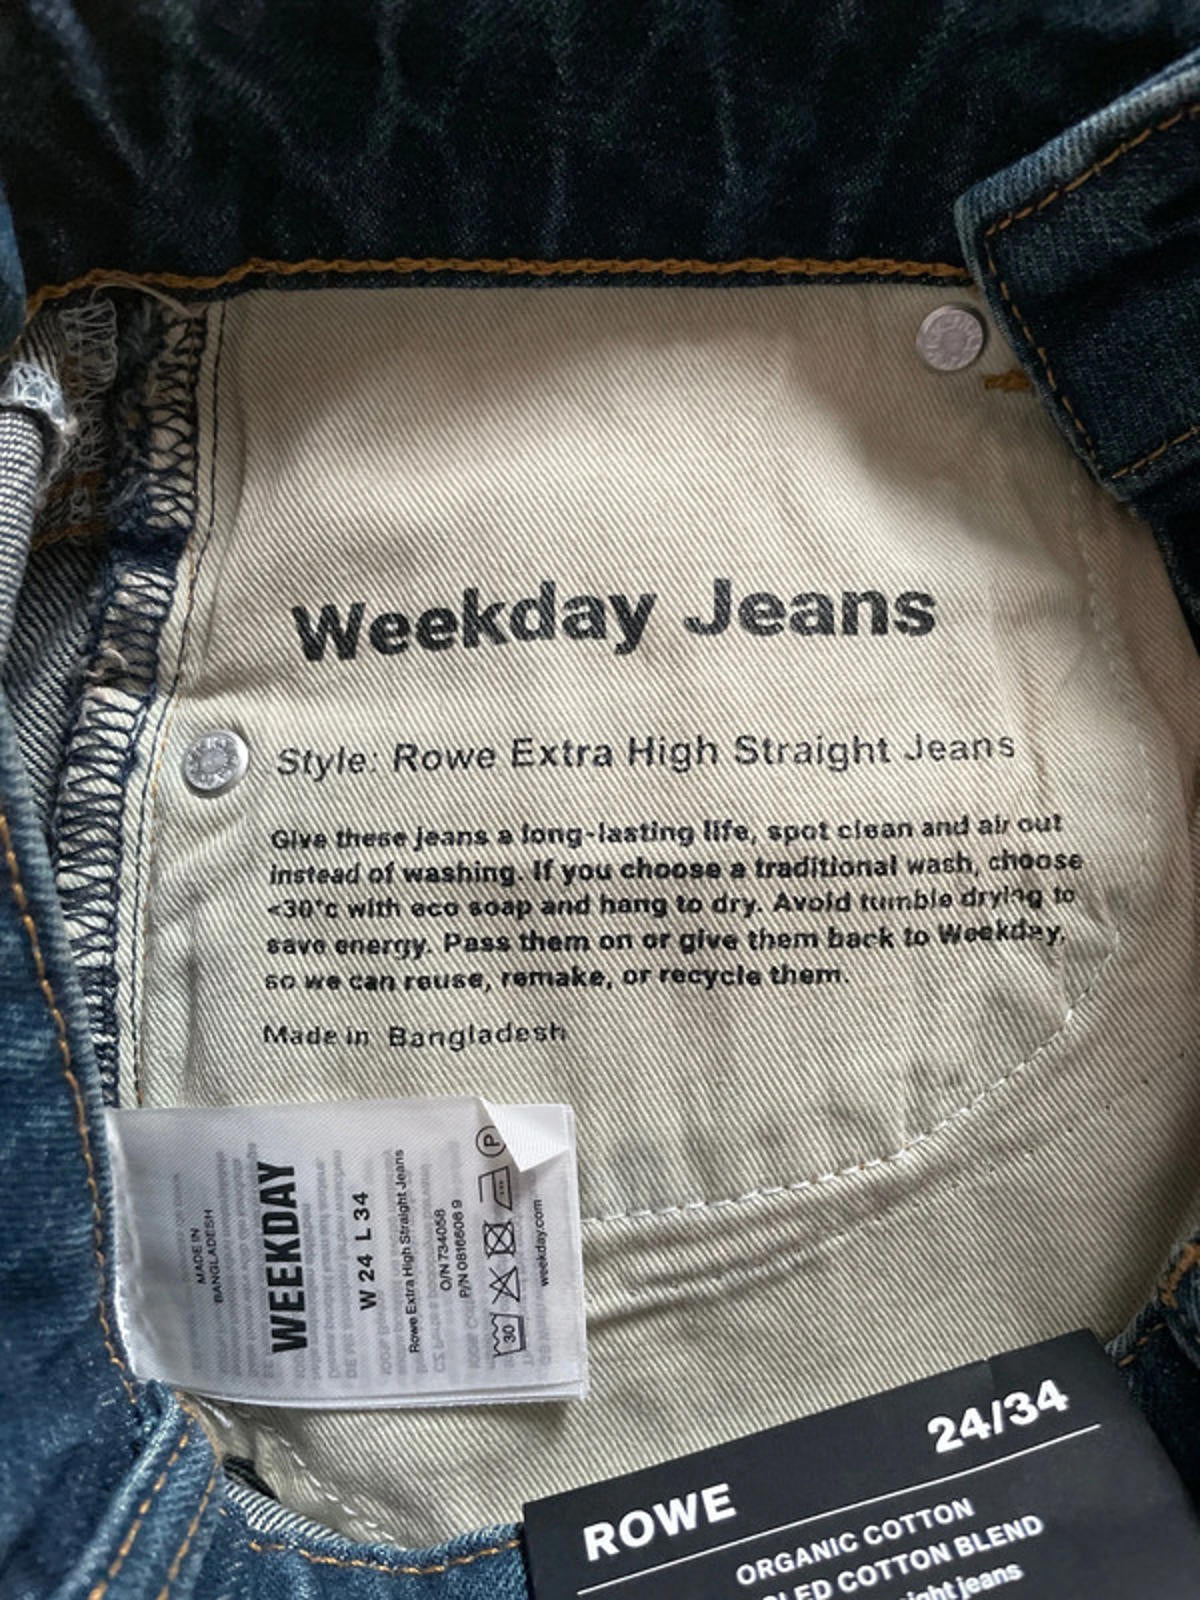 Weekday Jeans
Style: Rowe Extra High Straight Jeans
Give these jeans a long-lasting life, spot clean and air out
instead of washing. If you choose a traditional wash, choose
<30°c with eco soap and hang to dry. Avoid tumble drying to
save energy. Pass them on or give them back to Weekday,
so we can reuse, remake, or recycle them.
Made in Bangladesh
MADE IN
BANGLADESH
WEEKDAY
W 24 L 34
Rowe Extra High Straight Jeans
O/N 734058
P/N 0816608 9
30
P
weekday.com
24/34
ROWE
ORGANIC COTTON
COTTON BLEND
jeans